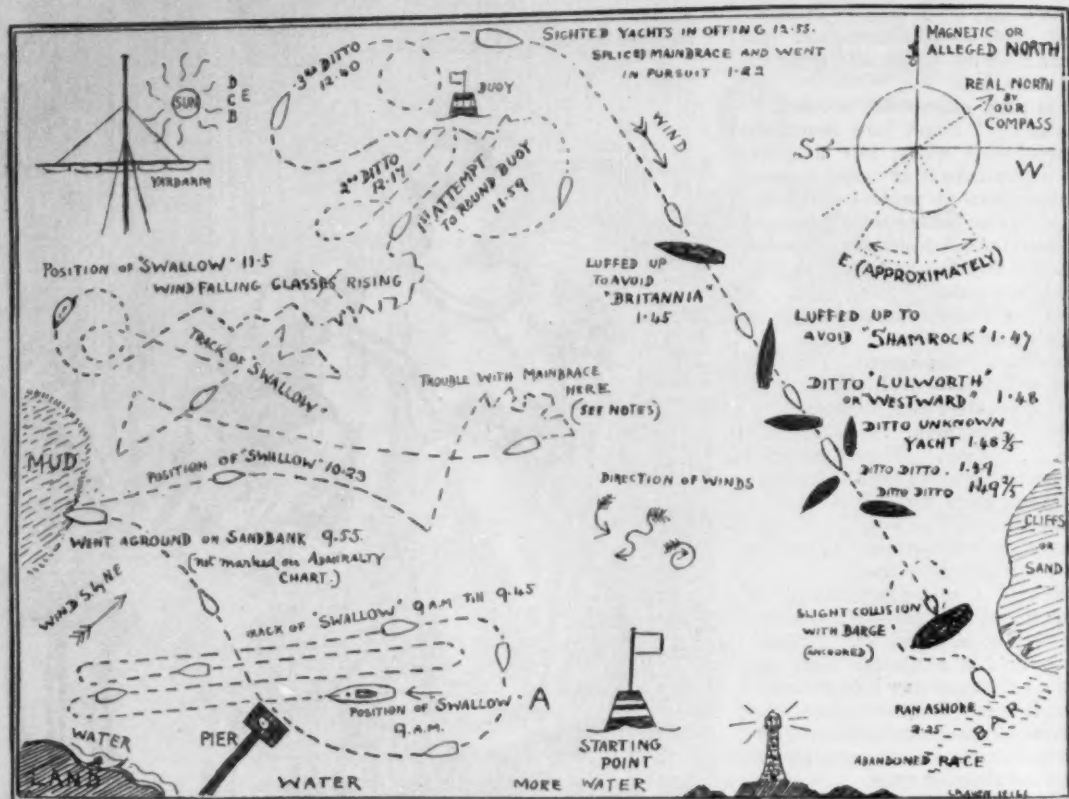 SIGHTED YACHTS IN OFFING 12·55.
SPLICED MAINBRACE AND WENT
IN PURSUIT 1·22
MAGNETIC OR
ALLEGED NORTH
REAL NORTH
BY
OUR
COMPASS
S
W
E. (APPROXIMATELY)
SUN
D
C E
B
YARDARM
3RD DITTO
12·40
BUOY
2ND DITTO
12·17
1ST ATTEMPT
TO ROUND BUOY
11·59
WIND
POSITION OF "SWALLOW" 11·5
WIND FALLING GLASSES RISING
LUFFED UP
TO AVOID
"BRITANNIA"
1·45
LUFFED UP TO
AVOID "SHAMROCK" 1·47
TRACK OF "SWALLOW"
TROUBLE WITH MAINBRACE
HERE
(SEE NOTES)
DITTO "LULWORTH"
OR "WESTWARD" 1·48
DITTO UNKNOWN
YACHT 1·48 3/5
DITTO DITTO . 1·49
DITTO DITTO 1·49 2/5
MUD
POSITION OF "SWALLOW" 10·23
DIRECTION OF WINDS
CLIFFS
OR
SAND
WENT AGROUND ON SANDBANK 9.55.
(not marked on ADMIRALTY
CHART.)
WIND S. by NE
TRACK OF "SWALLOW" 9 A.M TILL 9·45
SLIGHT COLLISION
WITH BARGE
(ANCHORED)
POSITION OF SWALLOW
9 A.M.
A
PIER
STARTING
POINT
RAN ASHORE
BAR
ABANDONED RACE
WATER
LAND
WATER
MORE WATER